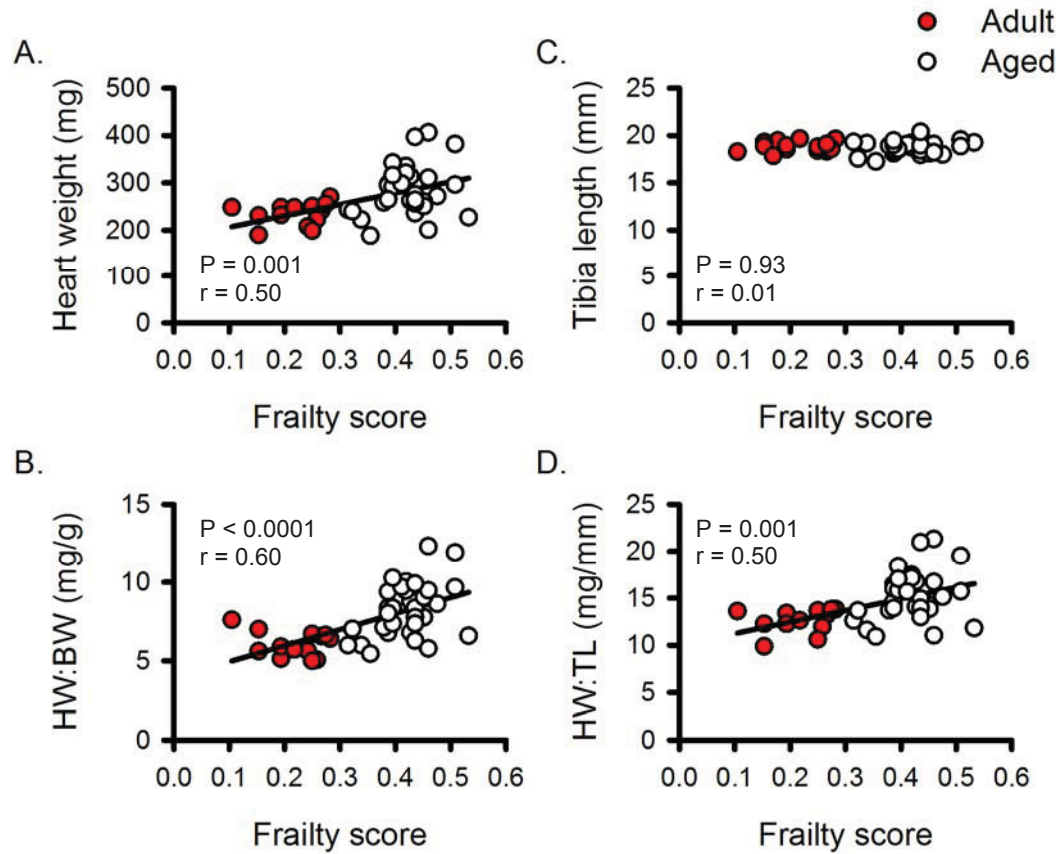 Adult
Aged
A.
500
400
300
200
100
0
Heart weight (mg)
P = 0.001
r = 0.50
0.0 0.1 0.2 0.3 0.4 0.5 0.6
Frailty score
C.
25
20
15
10
5
0
Tibia length (mm)
P = 0.93
r = 0.01
0.0 0.1 0.2 0.3 0.4 0.5 0.6
Frailty score
B.
15
10
5
0
HW:BW (mg/g)
P < 0.0001
r = 0.60
0.0 0.1 0.2 0.3 0.4 0.5 0.6
Frailty score
D.
25
20
15
10
5
0
HW:TL (mg/mm)
P = 0.001
r = 0.50
0.0 0.1 0.2 0.3 0.4 0.5 0.6
Frailty score